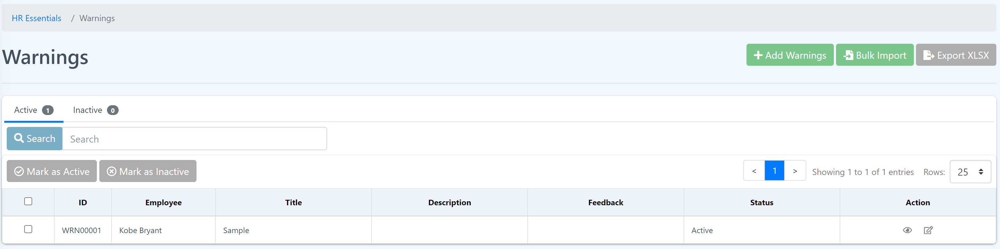 HR Essentials / Warnings
Warnings
Add Warnings Bulk Import Export XLSX
Active 1 Inactive 0
Search Search
Mark as Active Mark as Inactive < 1 > Showing 1 to 1 of 1 entries Rows: 25
ID Employee Title Description Feedback Status Action
WRN00001 Kobe Bryant Sample Active